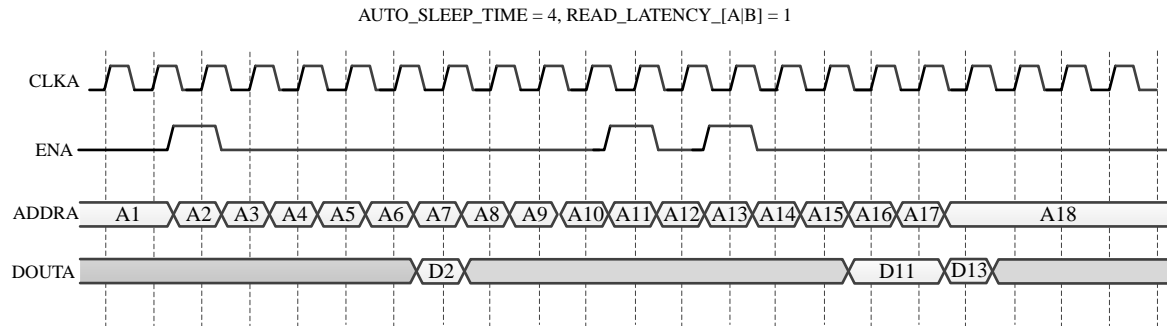 AUTO_SLEEP_TIME = 4, READ_LATENCY_[A|B] = 1
CLKA
ENA
ADDRA A1 A2 A3 A4 A5 A6 A7 A8 A9 A10 A11 A12 A13 A14 A15 A16 A17 A18
DOUTA D2 D11 D13